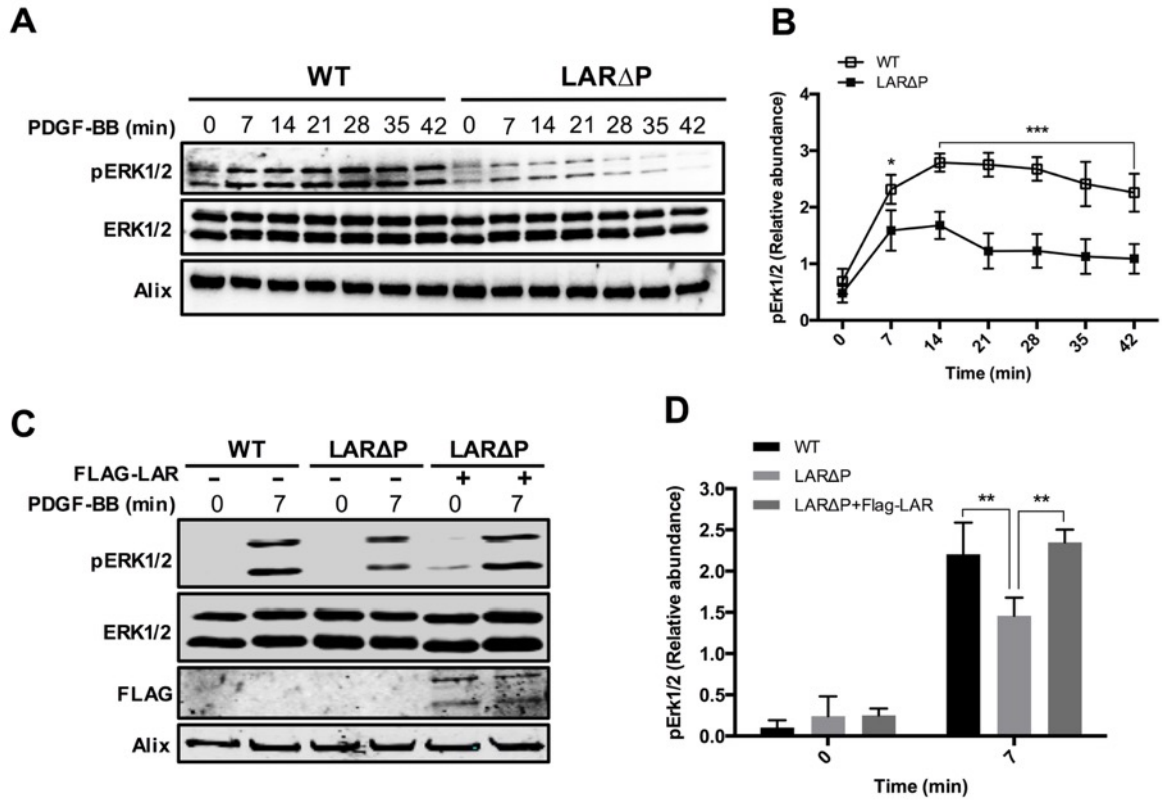 A
WT LARΔP
PDGF-BB (min) 0 7 14 21 28 35 42 0 7 14 21 28 35 42
pERK1/2
ERK1/2
Alix
B
WT
LARΔP
pErk1/2 (Relative abundance)
4
3
2
1
0
* ***
0 7 14 21 28 35 42
Time (min)
C
WT LARΔP LARΔP
FLAG-LAR - - - - + +
PDGF-BB (min) 0 7 0 7 0 7
pERK1/2
ERK1/2
FLAG
Alix
D
WT
LARΔP
LARΔP+Flag-LAR
pErk1/2 (Relative abundance)
3.0
2.5
2.0
1.5
1.0
0.5
0.0
** **
0 7
Time (min)